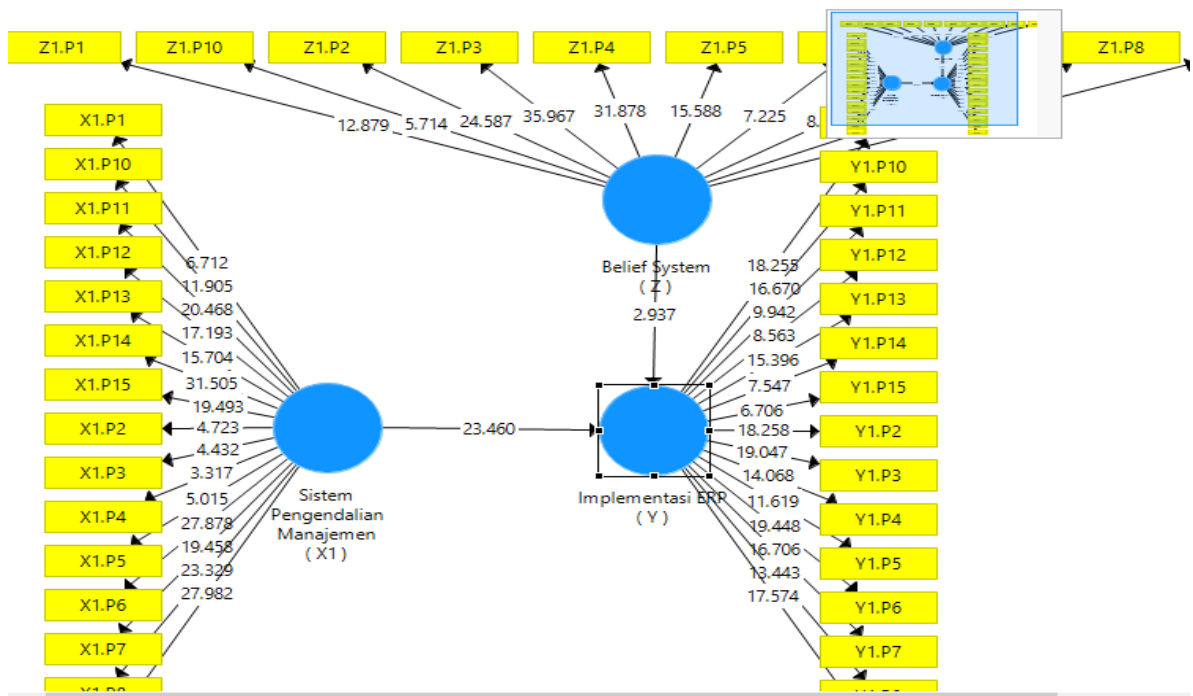 Z1.P1
Z1.P10
Z1.P2
Z1.P3
Z1.P4
Z1.P5
Z1.P8
12.879
5.714
24.587
35.967
31.878
15.588
7.225
8.
X1.P1
X1.P10
X1.P11
X1.P12
X1.P13
X1.P14
X1.P15
X1.P2
X1.P3
X1.P4
X1.P5
X1.P6
X1.P7
X1.P8
6.712
11.905
20.468
17.193
15.704
31.505
19.493
4.723
4.432
3.317
5.015
27.878
19.458
23.329
27.982
Sistem
Pengendalian
Manajemen
( X1 )
23.460
Belief System
( Z )
2.937
Implementasi ERP
( Y )
18.255
16.670
9.942
8.563
15.396
7.547
6.706
18.258
19.047
14.068
11.619
19.448
16.706
13.443
17.574
Y1.P10
Y1.P11
Y1.P12
Y1.P13
Y1.P14
Y1.P15
Y1.P2
Y1.P3
Y1.P4
Y1.P5
Y1.P6
Y1.P7